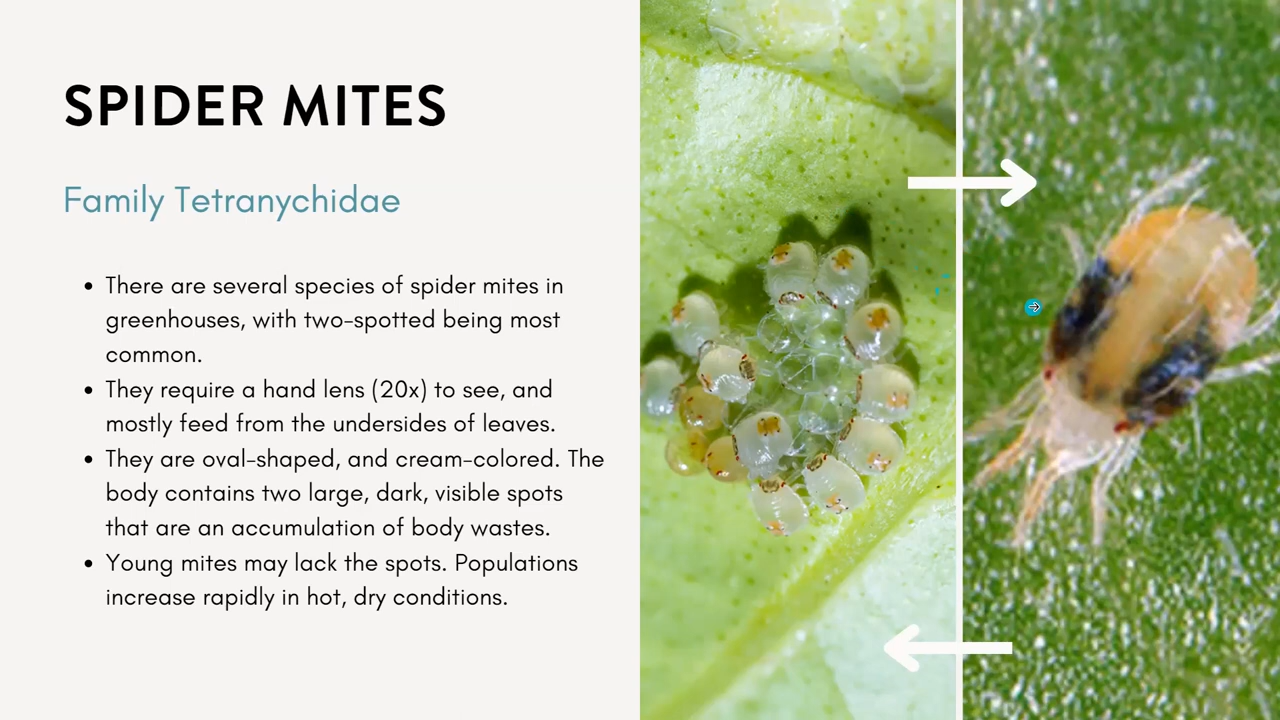 SPIDER MITES
Family Tetranychidae
• There are several species of spider mites in
greenhouses, with two-spotted being most
common.
• They require a hand lens (20x) to see, and
mostly feed from the undersides of leaves.
• They are oval-shaped, and cream-colored. The
body contains two large, dark, visible spots
that are an accumulation of body wastes.
• Young mites may lack the spots. Populations
increase rapidly in hot, dry conditions.